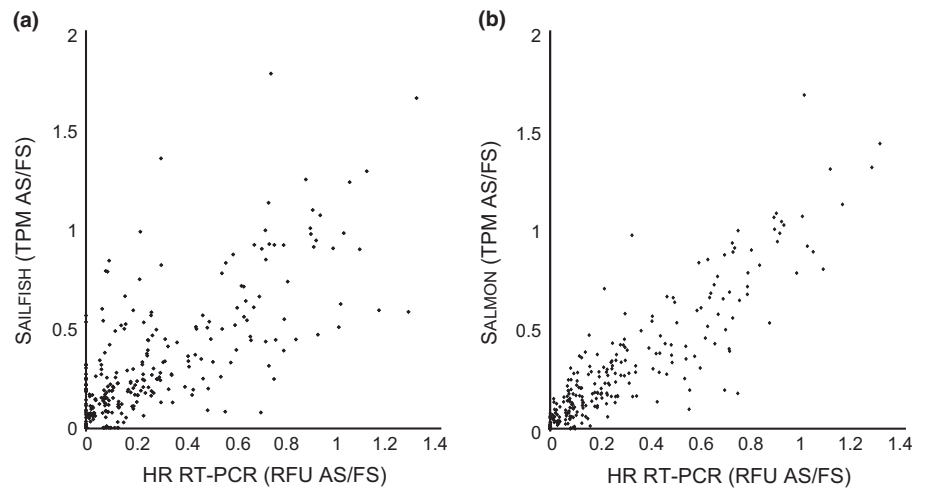 (a)
2
1.5
1
0.5
0
0 0.2 0.4 0.6 0.8 1 1.2 1.4
HR RT-PCR (RFU AS/FS)
SAILFISH (TPM AS/FS)
(b)
2
1.5
1
0.5
0
0 0.2 0.4 0.6 0.8 1 1.2 1.4
HR RT-PCR (RFU AS/FS)
SALMON (TPM AS/FS)